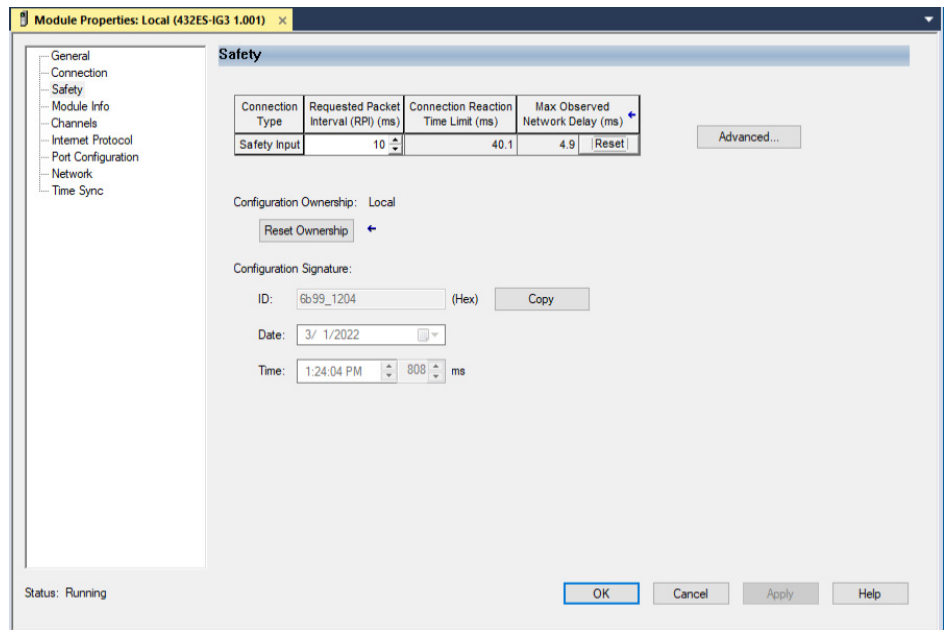 Module Properties: Local (432ES-IG3 1.001) ×
General
Connection
Safety
Module Info
Channels
Internet Protocol
Port Configuration
Network
Time Sync
Safety
Connection Type Requested Packet Interval (RPI) (ms) Connection Reaction Time Limit (ms) Max Observed Network Delay (ms)
Safety Input 10 40.1 4.9 Reset
Advanced...
Configuration Ownership: Local
Reset Ownership
Configuration Signature:
ID: 6b99_1204 (Hex) Copy
Date: 3/ 1/2022
Time: 1:24:04 PM 808 ms
Status: Running
OK Cancel Apply Help